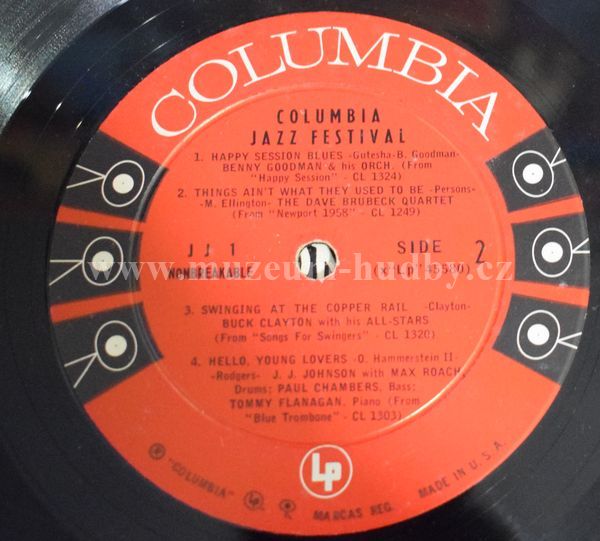 COLUMBIA
COLUMBIA
JAZZ FESTIVAL
1. HAPPY SESSION BLUES -Gutesha-B. Goodman-
BENNY GOODMAN & his ORCH. (From
"Happy Session" - CL 1324)
2. THINGS AIN'T WHAT THEY USED TO BE -Persons-
-M. Ellington- THE DAVE BRUBECK QUARTET
(From "Newport 1958" - CL 1249)
JJ 1
SIDE 2
NONBREAKABLE
(x"Lp"45580)
www.muzeum-hudby.cz
3. SWINGING AT THE COPPER RAIL -Clayton-
BUCK CLAYTON with his ALL-STARS
(From "Songs For Swingers" - CL 1320)
4. HELLO, YOUNG LOVERS -O. Hammerstein II-
-Rodgers- J. J. JOHNSON with MAX ROACH,
Drums; PAUL CHAMBERS, Bass;
TOMMY FLANAGAN, Piano (From
"Blue Trombone" - CL 1303)
Lp
® "COLUMBIA" Lp MARCAS REG. MADE IN U.S.A.